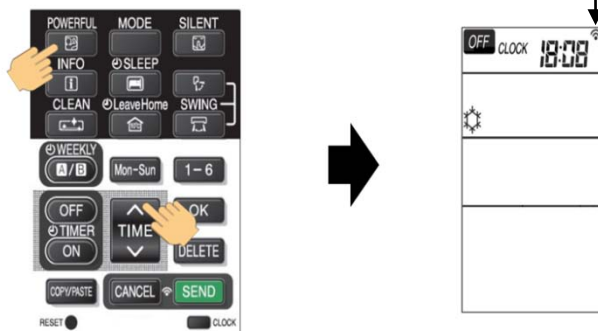 POWERFUL MODE SILENT
INFO SLEEP
CLEAN LeaveHome SWING
WEEKLY
A/B Mon-Sun 1-6
OFF OK
TIMER TIME
ON DELETE
COPY/PASTE CANCEL SEND
RESET CLOCK
OFF CLOCK 18:08